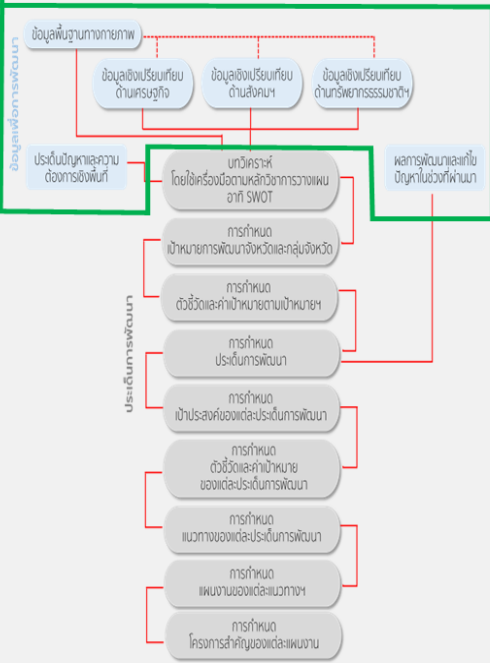 ข้อมูลเพื่อการพัฒนา
ข้อมูลพื้นฐานทางกายภาพ
ข้อมูลเชิงเปรียบเทียบ
ด้านเศรษฐกิจ
ข้อมูลเชิงเปรียบเทียบ
ด้านสังคมฯ
ข้อมูลเชิงเปรียบเทียบ
ด้านทรัพยากรธรรมชาติฯ
ประเด็นปัญหาและความ
ต้องการเชิงพื้นที่
บทวิเคราะห์
โดยใช้เครื่องมือตามหลักวิชาการวางแผน
อาทิ SWOT
ผลการพัฒนาและแก้ไข
ปัญหาในช่วงที่ผ่านมา
ประเด็นการพัฒนา
การกำหนด
เป้าหมายการพัฒนาจังหวัดและกลุ่มจังหวัด
การกำหนด
ตัวชี้วัดและค่าเป้าหมายตามเป้าหมายฯ
การกำหนด
ประเด็นการพัฒนา
การกำหนด
เป้าประสงค์ของแต่ละประเด็นการพัฒนา
การกำหนด
ตัวชี้วัดและค่าเป้าหมาย
ของแต่ละประเด็นการพัฒนา
การกำหนด
แนวทางของแต่ละประเด็นการพัฒนา
การกำหนด
แผนงานของแต่ละแนวทางฯ
การกำหนด
โครงการสำคัญของแต่ละแผนงาน